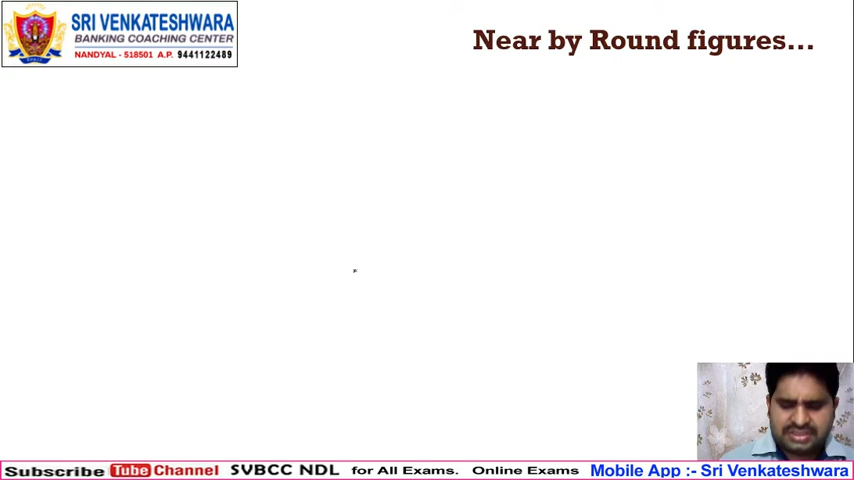 SRI VENKATESHWARA
BANKING COACHING CENTER
NANDYAL - 518501 A.P. 9441122489
Near by Round figures...
Subscribe Tube Channel SVBCC NDL for All Exams. Online Exams Mobile App :- Sri Venkateshwara